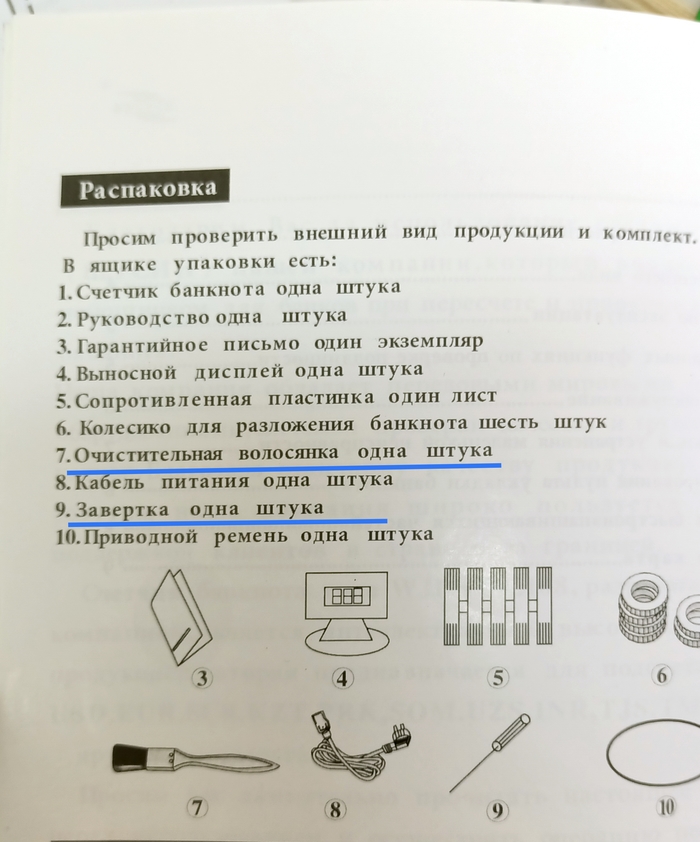 Распаковка
Просим проверить внешний вид продукции и комплект.
В ящике упаковки есть:
1. Счетчик банкнота одна штука
2. Руководство одна штука
3. Гарантийное письмо один экземпляр
4. Выносной дисплей одна штука
5. Сопротивленная пластинка один лист
6. Колесико для разложения банкнота шесть штук
7. Очистительная волосянка одна штука
8. Кабель питания одна штука
9. Завертка одна штука
10. Приводной ремень одна штука
3 4 5 6
7 8 9 10